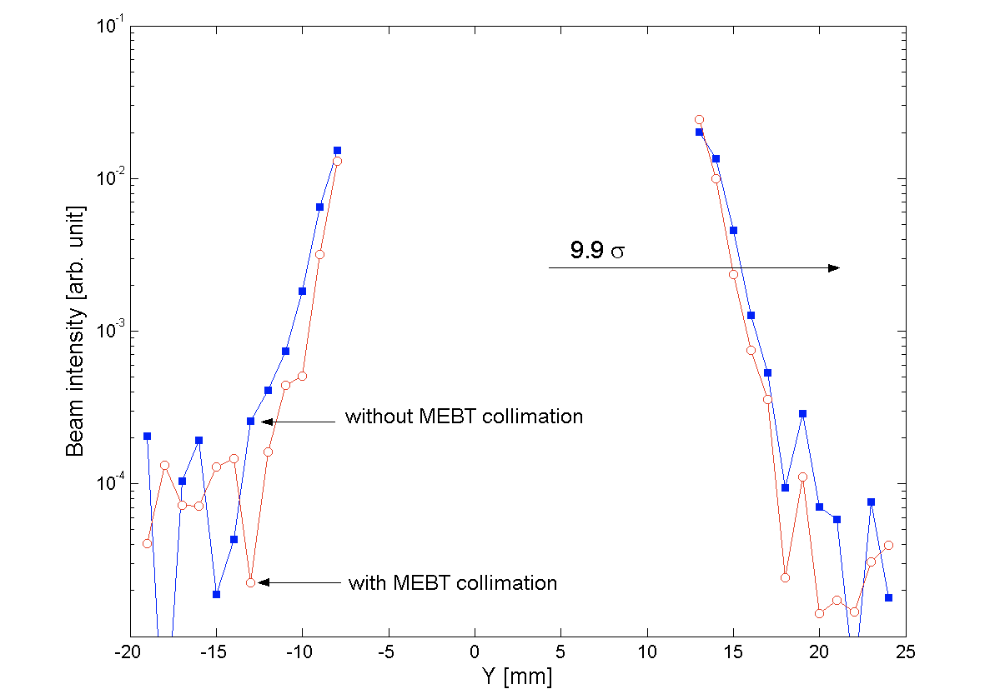 10^-1
10^-2
10^-3
10^-4
Beam intensity [arb. unit]
9.9 σ
without MEBT collimation
with MEBT collimation
-20 -15 -10 -5 0 5 10 15 20 25
Y [mm]